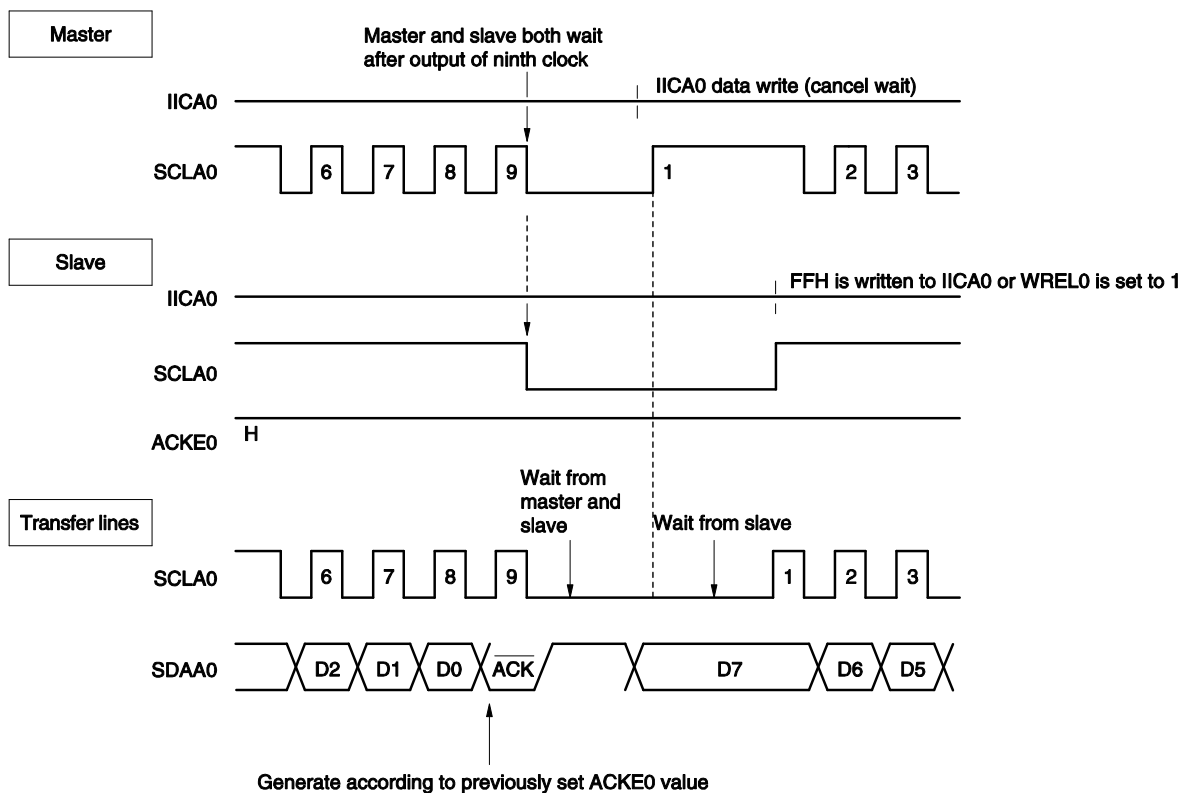 Master
Master and slave both wait
after output of ninth clock
IICA0 data write (cancel wait)
IICA0
SCLA0
6 7 8 9 1 2 3
Slave
FFH is written to IICA0 or WREL0 is set to 1
IICA0
SCLA0
ACKE0
H
Wait from
master and
slave
Wait from slave
Transfer lines
SCLA0
6 7 8 9 1 2 3
SDAA0
D2 D1 D0 ACK D7 D6 D5
Generate according to previously set ACKE0 value